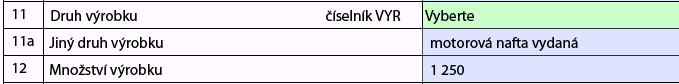 11 Druh výrobku číselník VYR Vyberte
11a Jiný druh výrobku motorová nafta vydaná
12 Množství výrobku 1 250